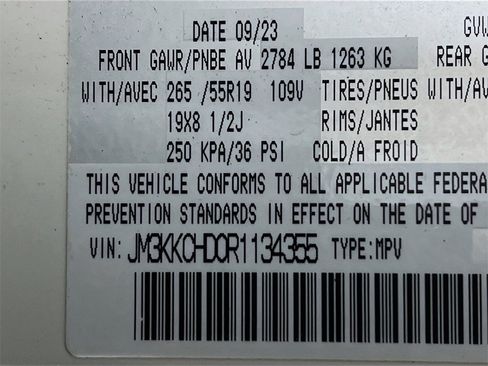 DATE 09/23 GVW
FRONT GAWR/PNBE AV 2784 LB 1263 KG REAR G
WITH/AVEC 265 /55R19 109V TIRES/PNEUS WITH/AV
19X8 1/2J RIMS/JANTES
250 KPA/36 PSI COLD/A FROID
THIS VEHICLE CONFORMS TO ALL APPLICABLE FEDERA
PREVENTION STANDARDS IN EFFECT ON THE DATE OF
VIN: JM3KKCHD0R1134355 TYPE:MPV